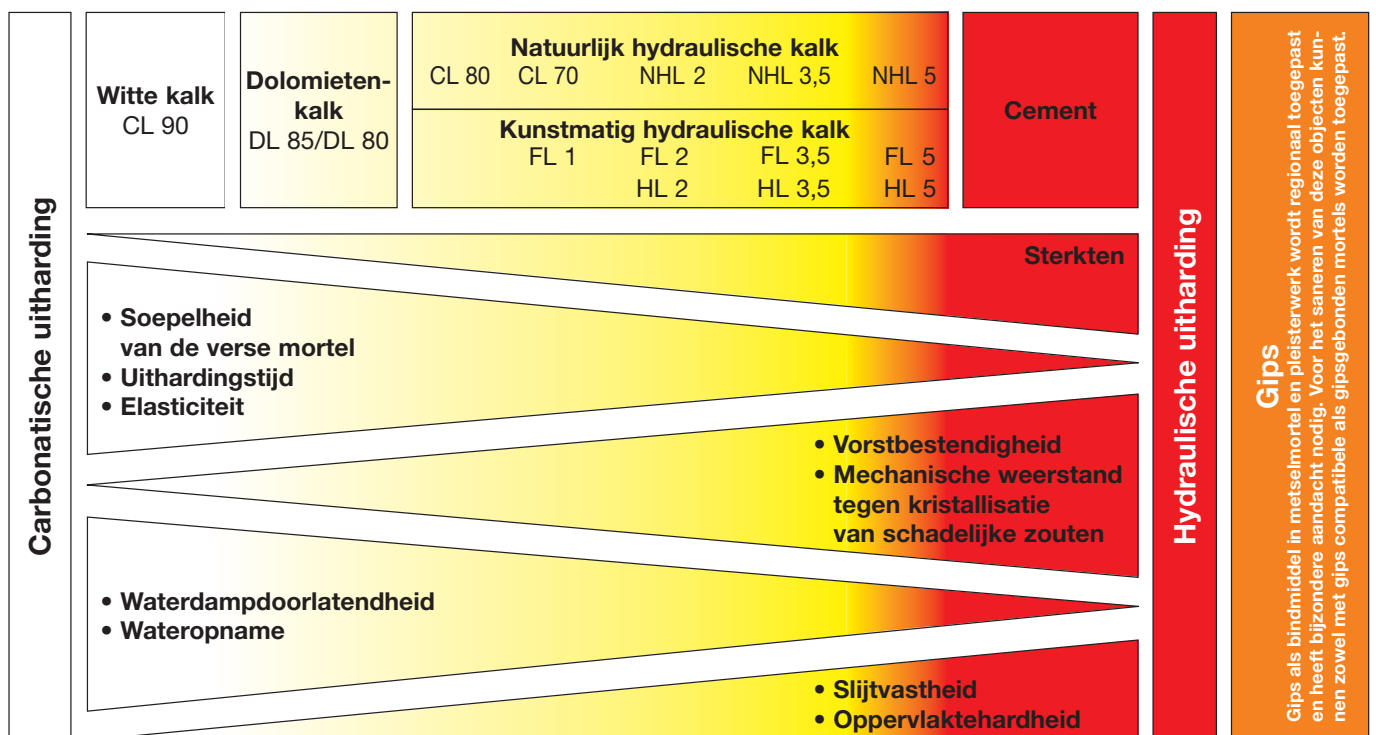 Carbonatische uitharding
Witte kalk
CL 90
Dolomieten-
kalk
DL 85/DL 80
Natuurlijk hydraulische kalk
CL 80 CL 70 NHL 2 NHL 3,5 NHL 5
Kunstmatig hydraulische kalk
FL 1 FL 2 FL 3,5 FL 5
HL 2 HL 3,5 HL 5
Cement
Sterkten
• Soepelheid
van de verse mortel
• Uithardingstijd
• Elasticiteit
• Vorstbestendigheid
• Mechanische weerstand
tegen kristallisatie
van schadelijke zouten
• Waterdampdoorlatendheid
• Wateropname
• Slijtvastheid
• Oppervlaktehardheid
Hydraulische uitharding
Gips
Gips als bindmiddel in metselmortel en pleisterwerk wordt regionaal toegepast
en heeft bijzondere aandacht nodig. Voor het saneren van deze objecten kun-
nen zowel met gips compatibele als gipsgebonden mortels worden toegepast.